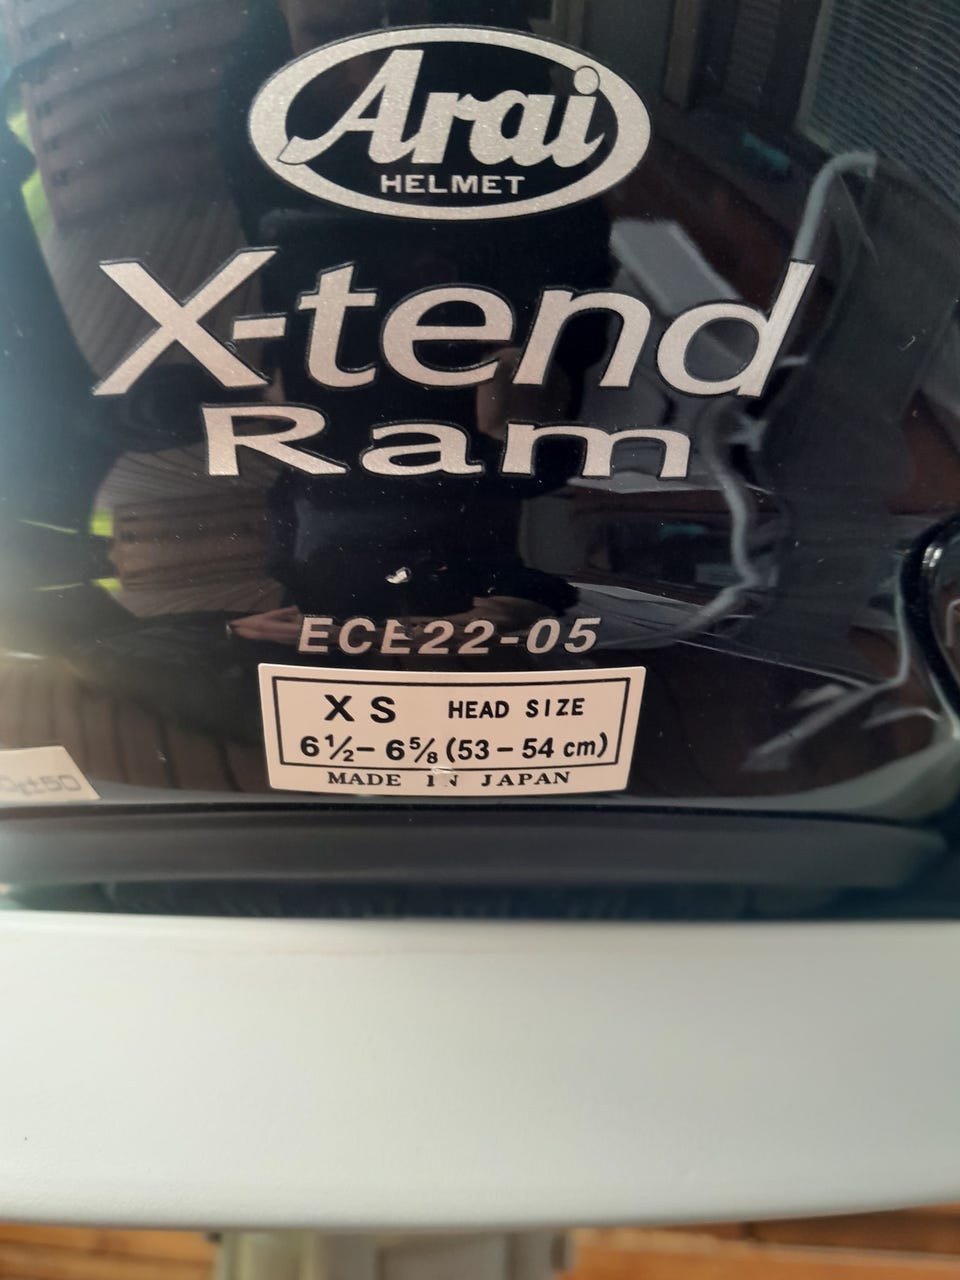 Arai
HELMET
X-tend
Ram
ECE22-05
XS HEAD SIZE
6½-6⅝(53-54 cm)
MADE IN JAPAN